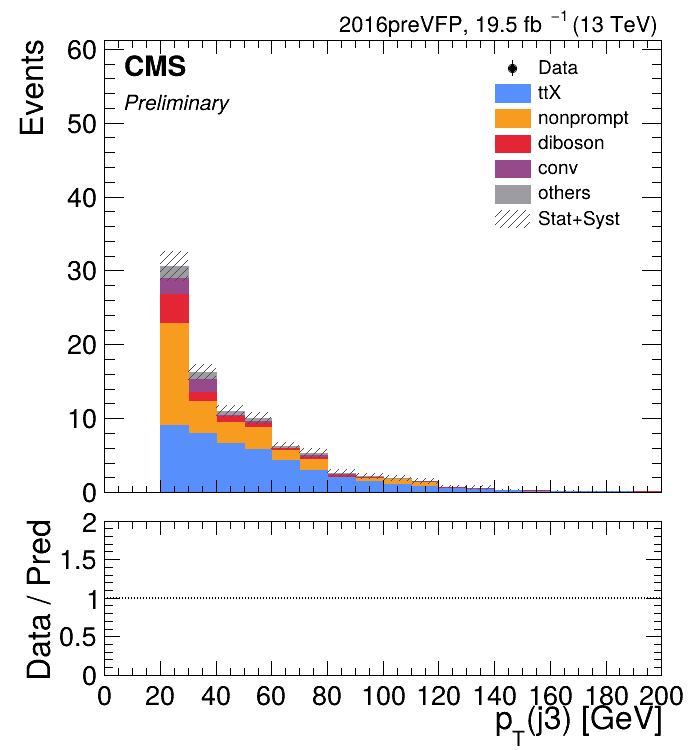 2016preVFP, 19.5 fb⁻¹ (13 TeV)
CMS
Preliminary
Events
Data
ttX
nonprompt
diboson
conv
others
Stat+Syst
60
50
40
30
20
10
0
Data / Pred
2
1.5
1
0.5
0
0 20 40 60 80 100 120 140 160 180 200
p_T(j3) [GeV]